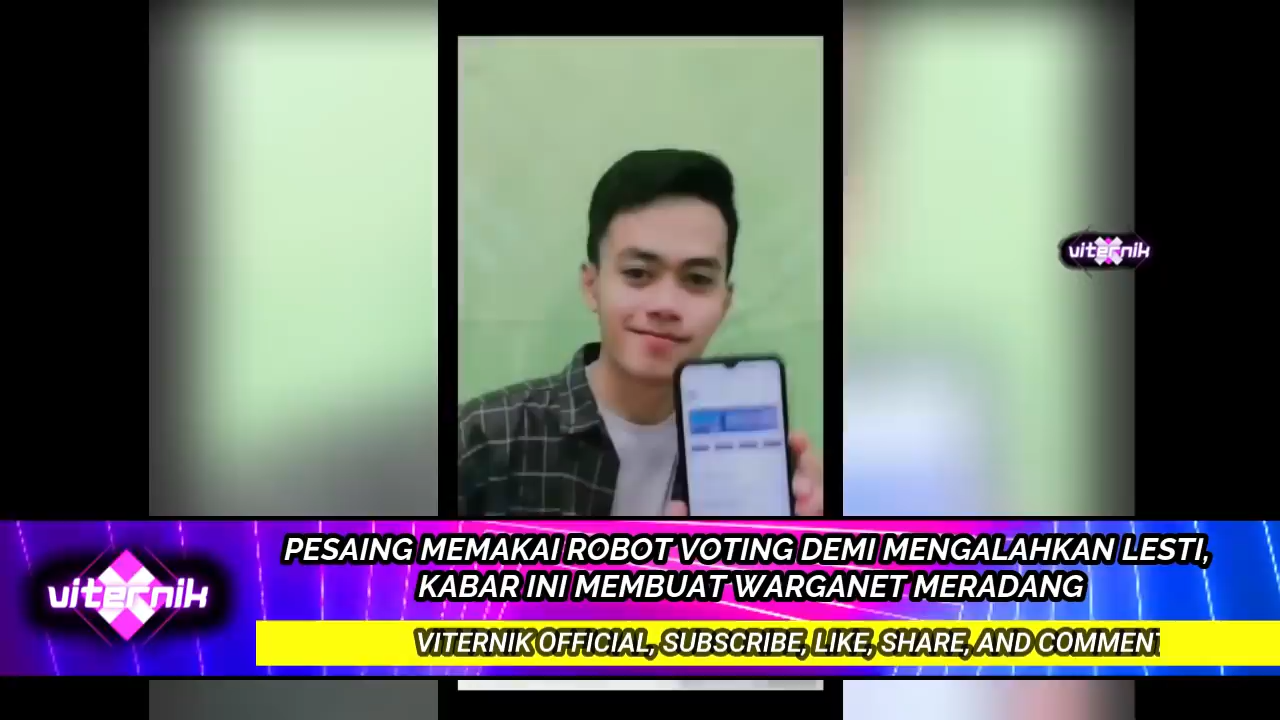 viternik
PESAING MEMAKAI ROBOT VOTING DEMI MENGALAHKAN LESTI,
KABAR INI MEMBUAT WARGANET MERADANG
viternik
VITERNIK OFFICIAL, SUBSCRIBE, LIKE, SHARE, AND COMMENT